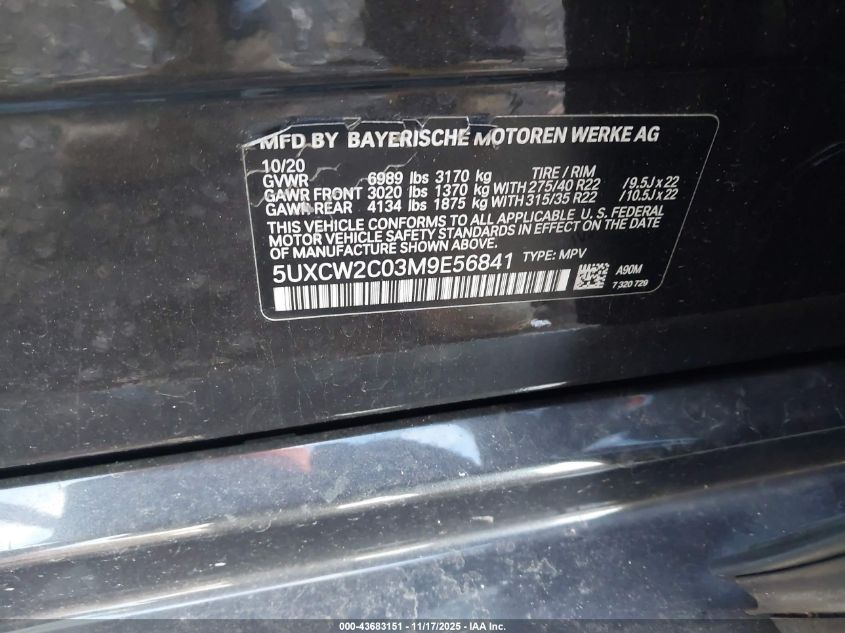 MFD BY BAYERISCHE MOTOREN WERKE AG
10/20
GVWR 6989 lbs 3170 kg TIRE / RIM
GAWR FRONT 3020 lbs 1370 kg WITH 275/40 R22 /9.5J x 22
GAWR REAR 4134 lbs 1875 kg WITH 315/35 R22 /10.5J x 22
THIS VEHICLE CONFORMS TO ALL APPLICABLE U. S. FEDERAL
MOTOR VEHICLE SAFETY STANDARDS IN EFFECT ON THE DATE
OF MANUFACTURE SHOWN ABOVE.
5UXCW2C03M9E56841 TYPE: MPV
A90M
7 320 729
000-43683151 - 11/17/2025 - IAA, Inc.